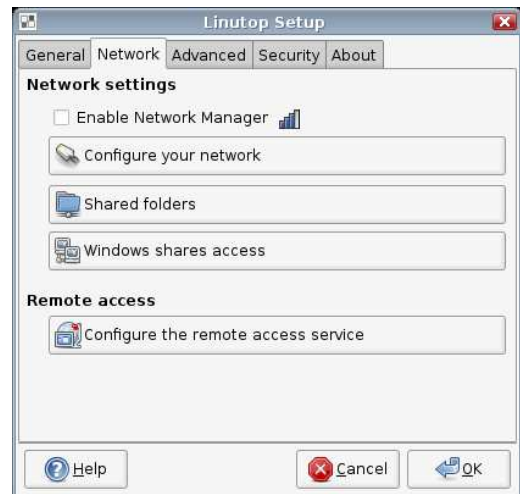 Linutop Setup
General Network Advanced Security About
Network settings
Enable Network Manager
Configure your network
Shared folders
Windows shares access
Remote access
Configure the remote access service
Help Cancel OK